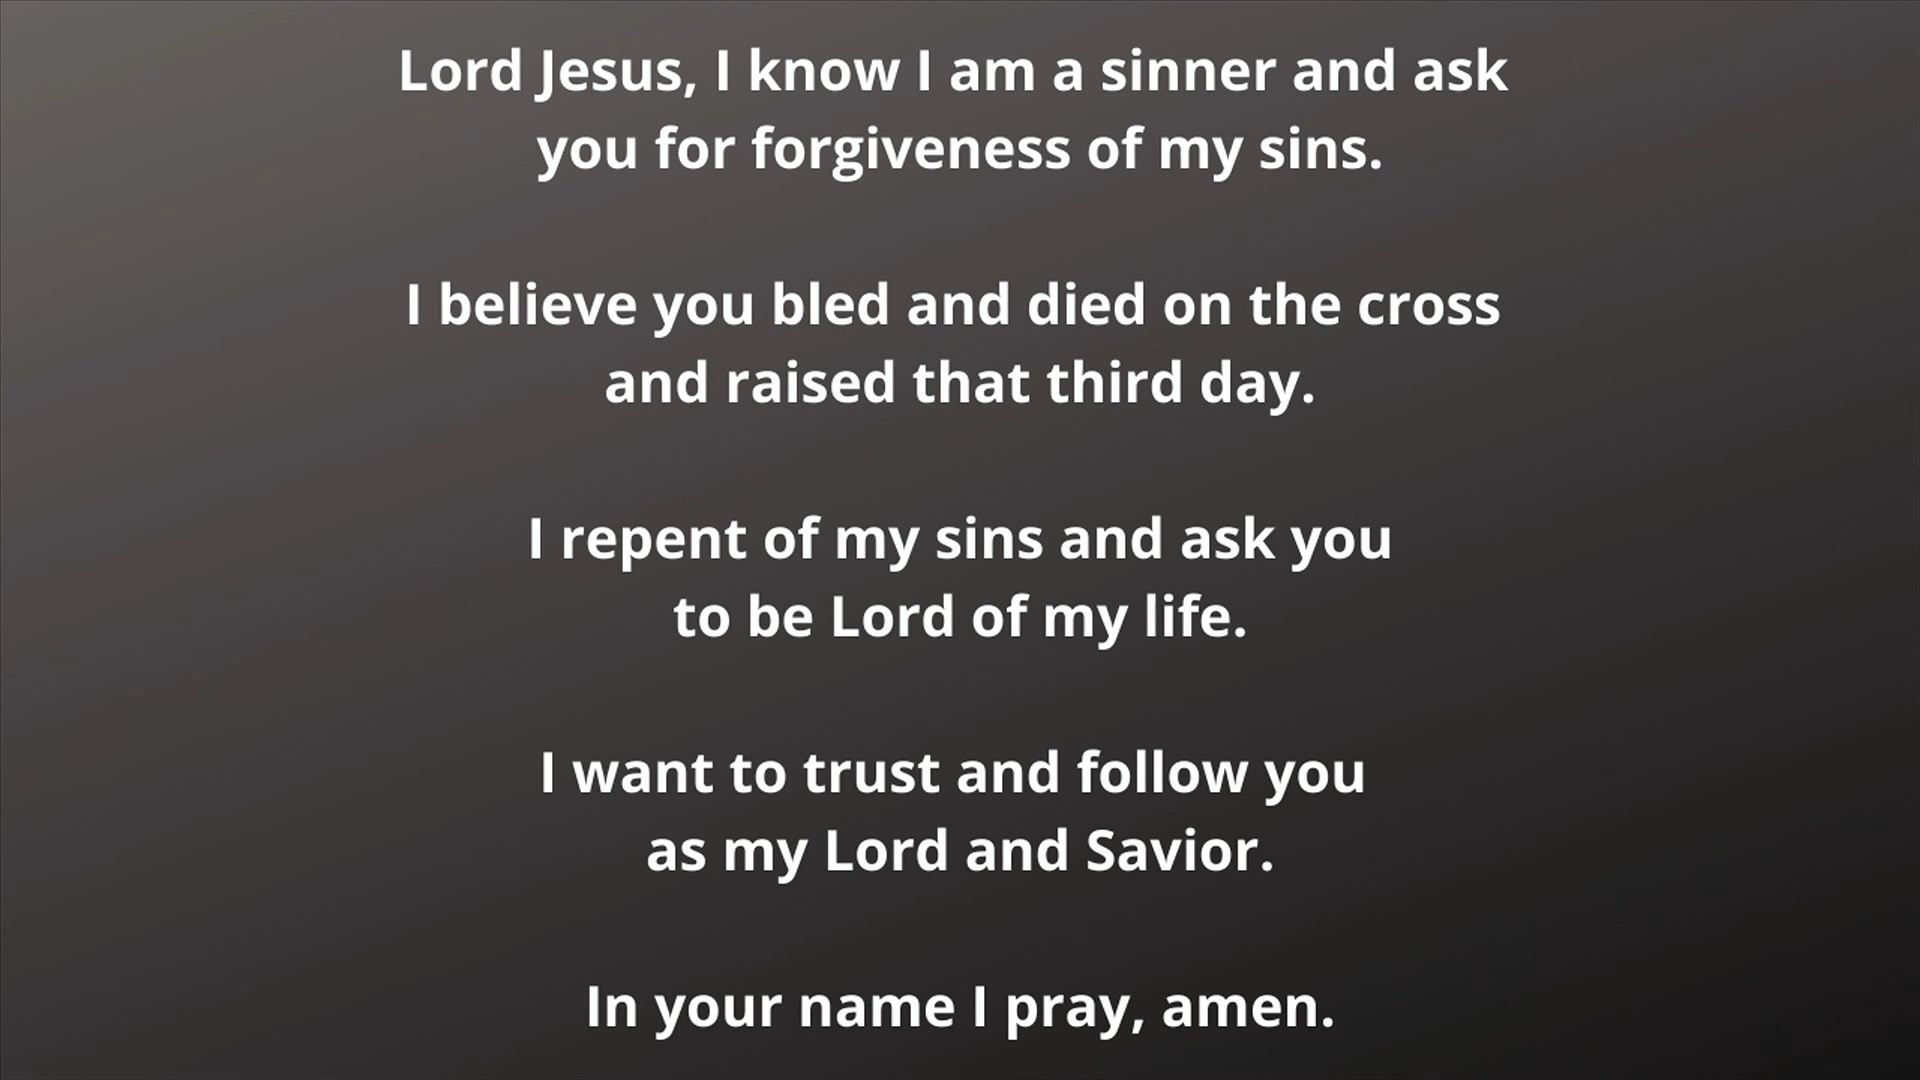 Lord Jesus, I know I am a sinner and ask
you for forgiveness of my sins.
I believe you bled and died on the cross
and raised that third day.
I repent of my sins and ask you
to be Lord of my life.
I want to trust and follow you
as my Lord and Savior.
In your name I pray, amen.